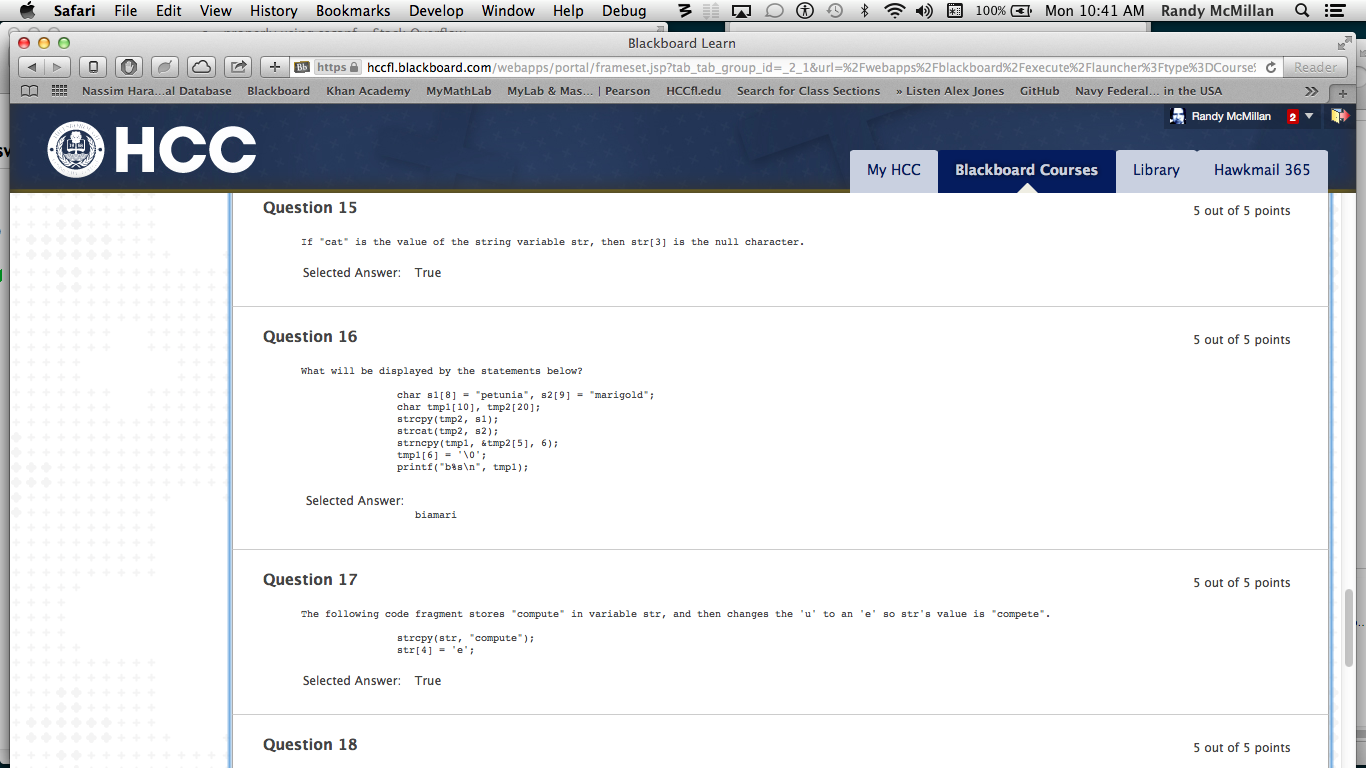 Safari File Edit View History Bookmarks Develop Window Help Debug 100% Mon 10:41 AM Randy McMillan
Blackboard Learn
https hccfl.blackboard.com/webapps/portal/frameset.jsp?tab_tab_group_id=_2_1&url=%2Fwebapps%2Fblackboard%2Fexecute%2Flauncher%3Ftype%3DCourse Reader
Nassim Hara...al Database Blackboard Khan Academy MyMathLab MyLab & Mas... | Pearson HCCfl.edu Search for Class Sections » Listen Alex Jones GitHub Navy Federal... in the USA
Randy McMillan 2
HCC
My HCC Blackboard Courses Library Hawkmail 365
Question 15
5 out of 5 points
If "cat" is the value of the string variable str, then str[3] is the null character.
Selected Answer: True
Question 16
5 out of 5 points
What will be displayed by the statements below?
char s1[8] = "petunia", s2[9] = "marigold";
char tmp1[10], tmp2[20];
strcpy(tmp2, s1);
strcat(tmp2, s2);
strncpy(tmp1, &tmp2[5], 6);
tmp1[6] = '\0';
printf("b%s\n", tmp1);
Selected Answer:
biamari
Question 17
5 out of 5 points
The following code fragment stores "compute" in variable str, and then changes the 'u' to an 'e' so str's value is "compete".
strcpy(str, "compute");
str[4] = 'e';
Selected Answer: True
Question 18
5 out of 5 points